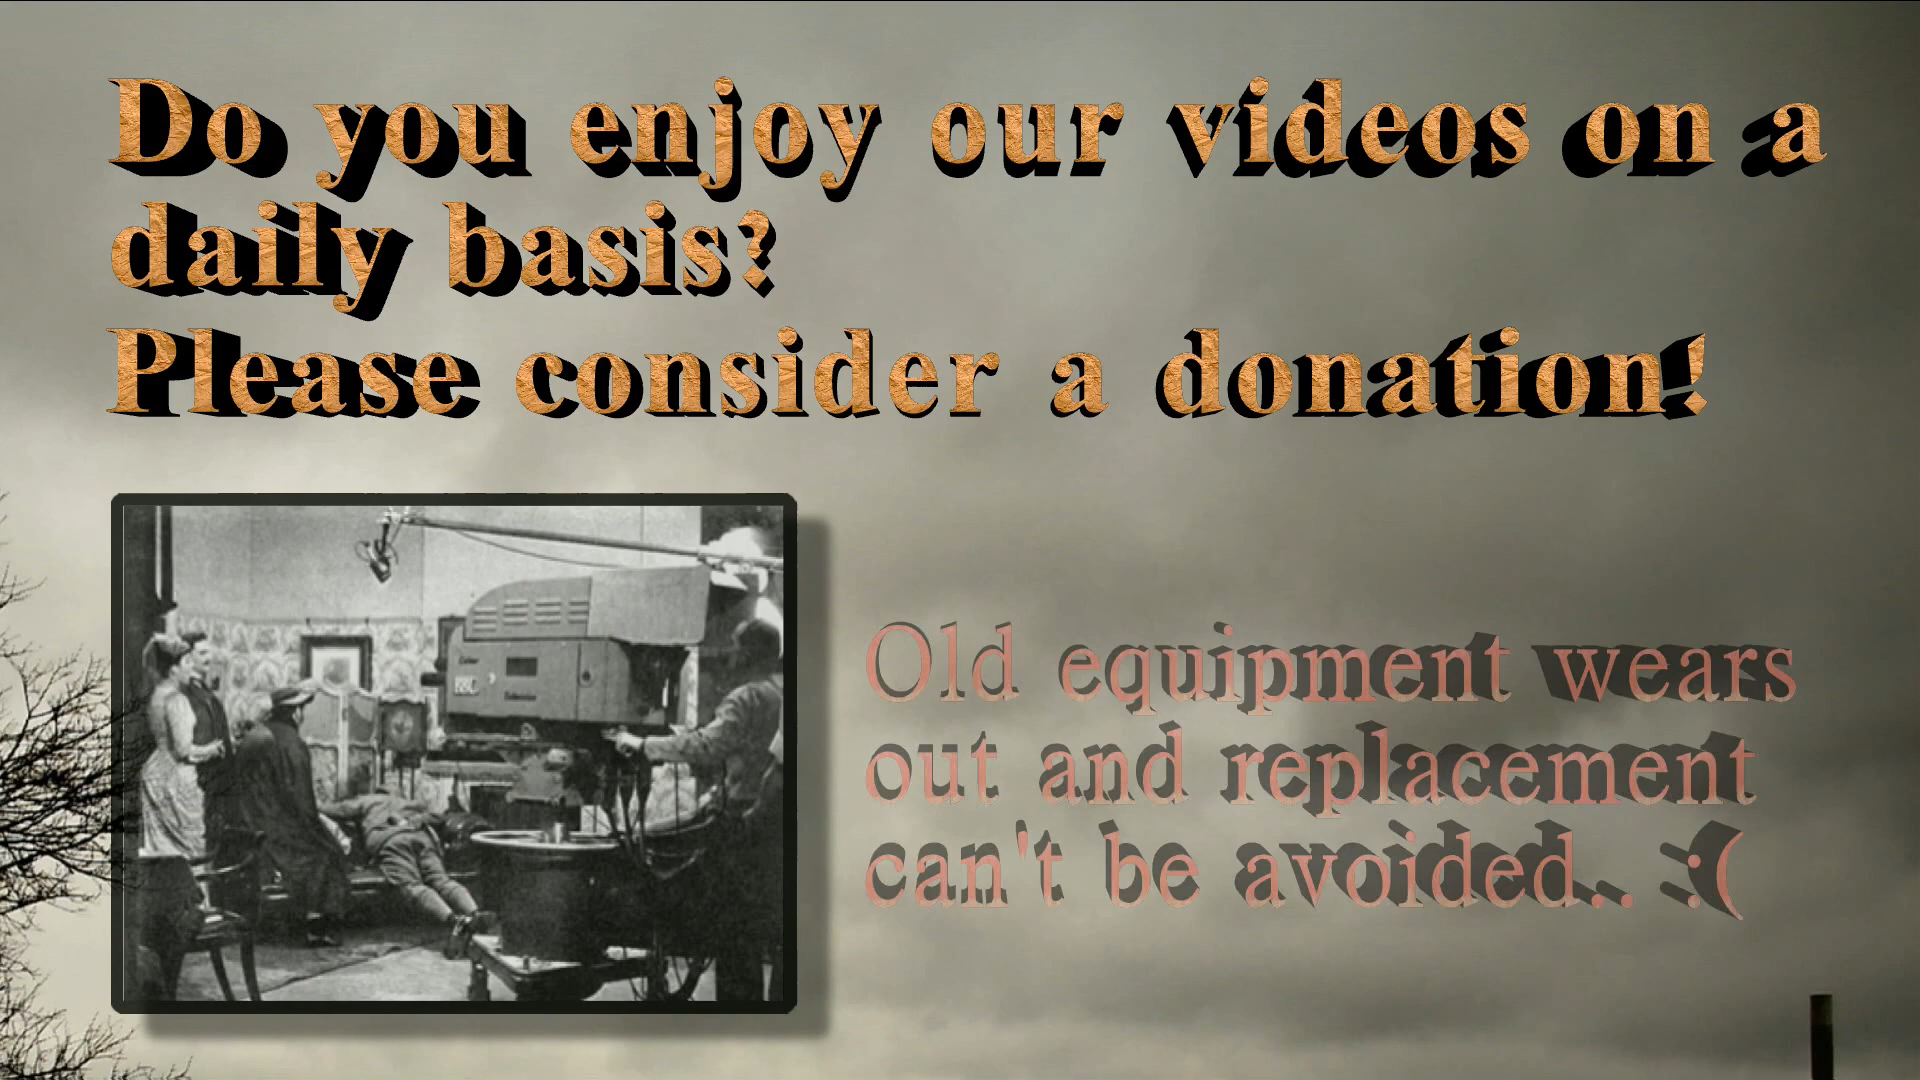 Do you enjoy our videos on a
daily basis?
Please consider a donation!
BBC
Old equipment wears
out and replacement
can't be avoided.. :(